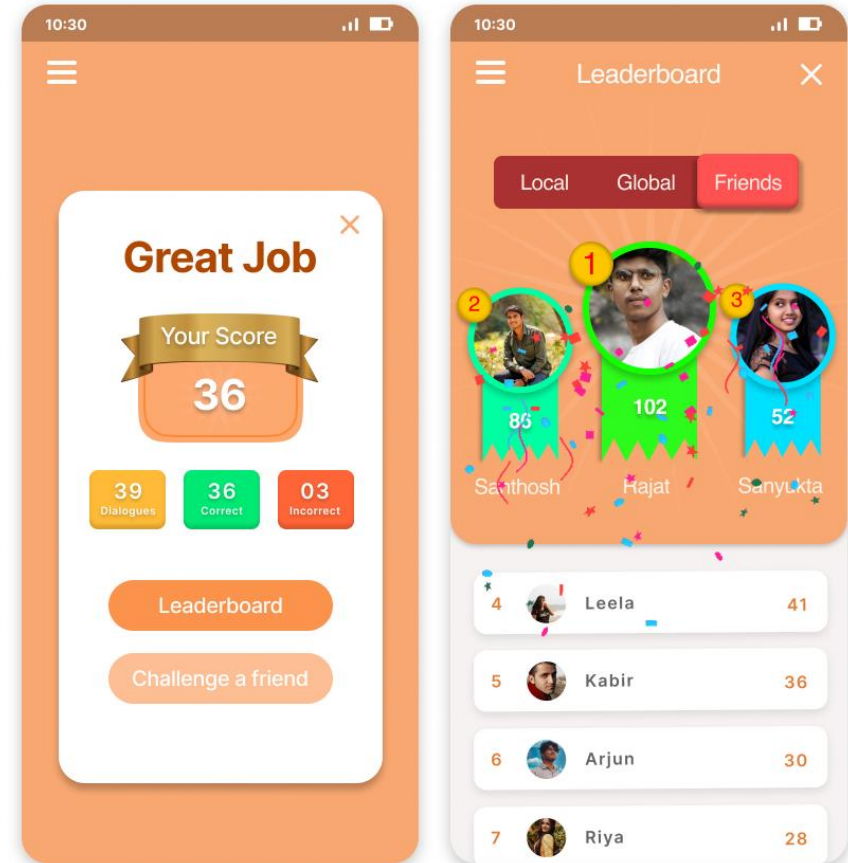 10:30
Great Job
Your Score
36
39 36 03
Dialogues Correct Incorrect
Leaderboard
Challenge a friend
10:30
Leaderboard
Local Global Friends
1
2
3
102
86
52
Santhosh Rajat Sanyukta
4 Leela 41
5 Kabir 36
6 Arjun 30
7 Riya 28